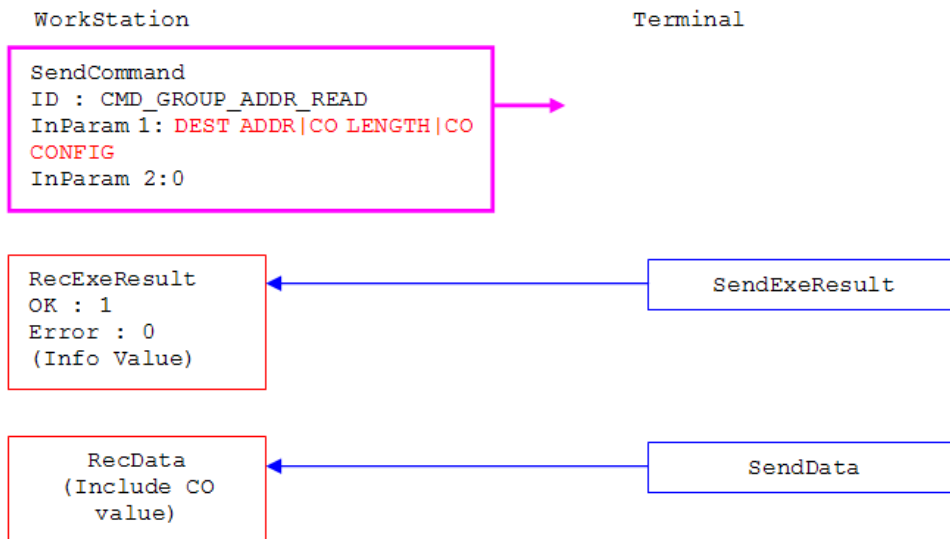 WorkStation
Terminal
SendCommand
ID : CMD_GROUP_ADDR_READ
InParam 1: DEST ADDR|CO LENGTH|CO
CONFIG
InParam 2:0
RecExeResult
OK : 1
Error : 0
(Info Value)
SendExeResult
RecData
(Include CO
value)
SendData